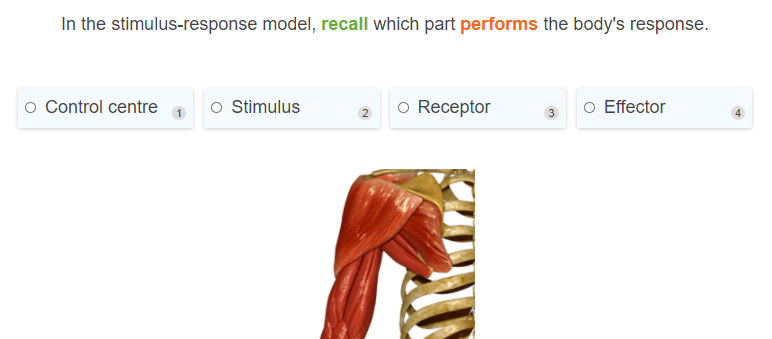 In the stimulus-response model, recall which part performs the body's response.
Control centre 1 Stimulus 2 Receptor 3 Effector 4